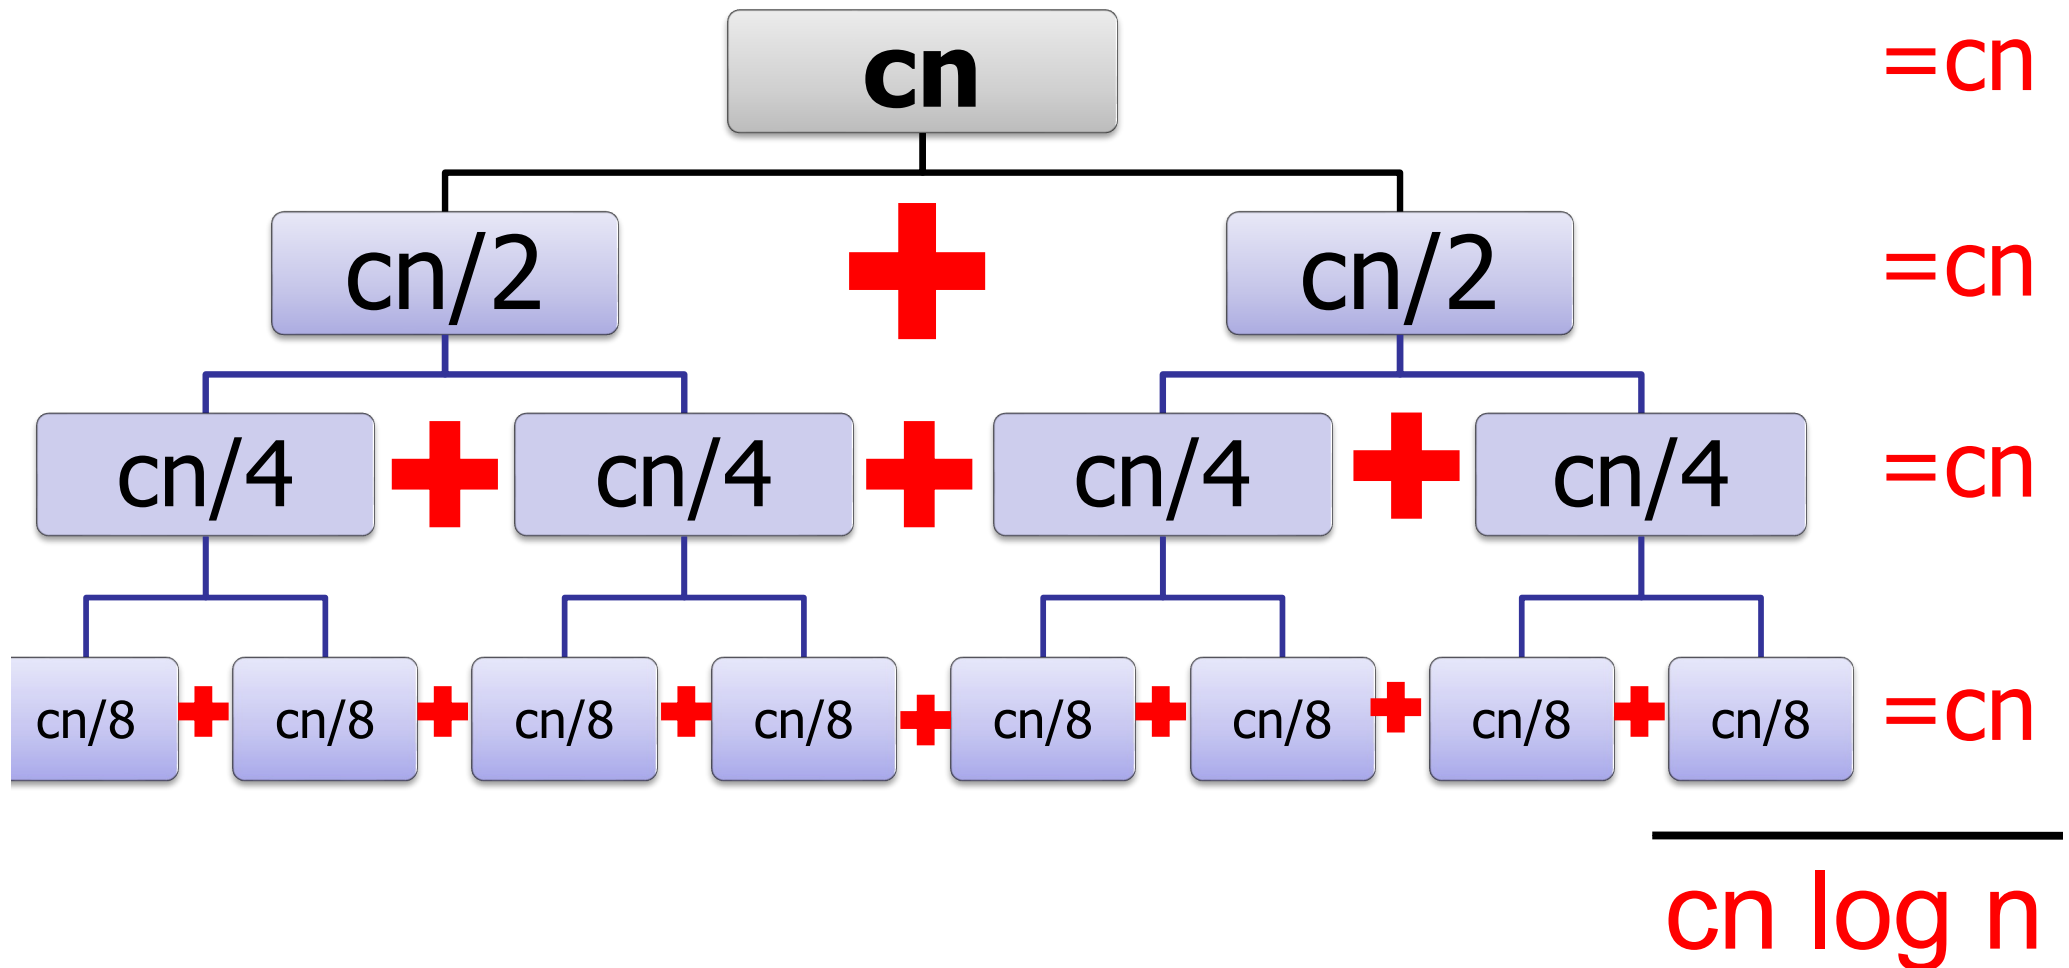 cn =cn
cn/2 cn/2 =cn
cn/4 cn/4 cn/4 cn/4 =cn
cn/8 cn/8 cn/8 cn/8 cn/8 cn/8 cn/8 cn/8 =cn
cn log n